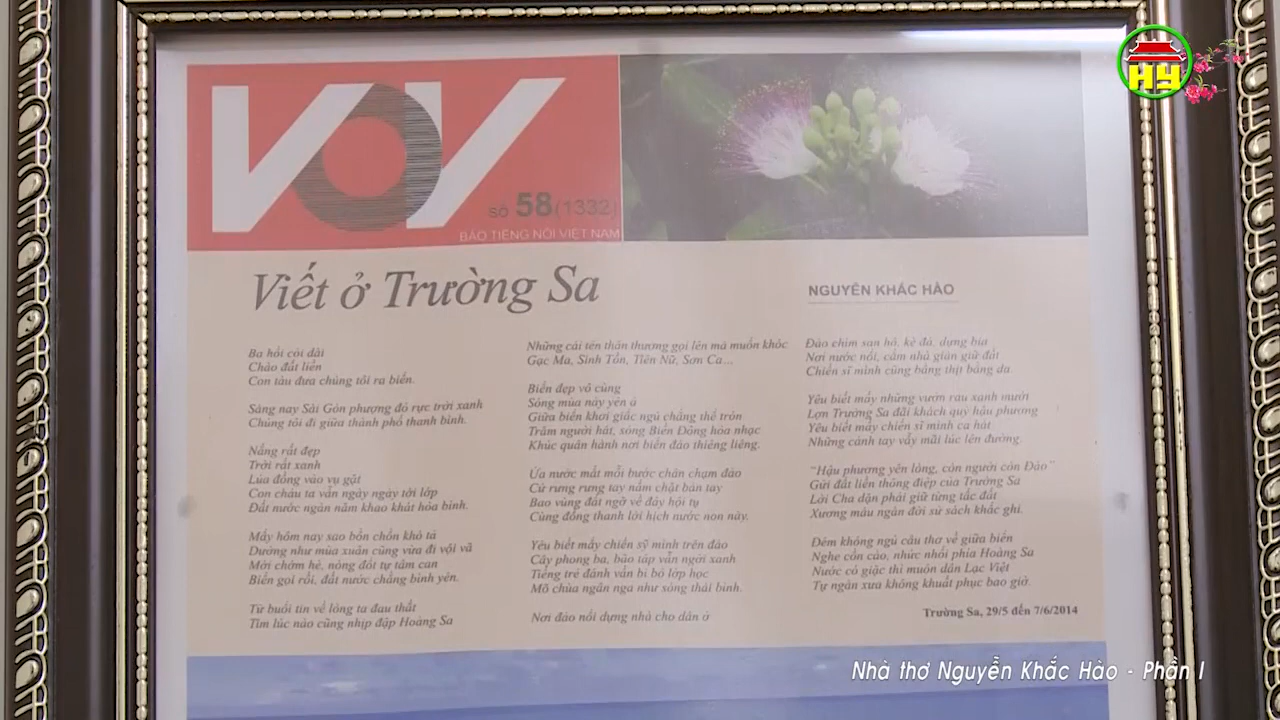 HY
VOV
số 58(1332)
BÁO TIẾNG NÓI VIỆT NAM
Viết ở Trường Sa
NGUYỄN KHẮC HÀO
Ba hồi còi dài
Chào đất liền
Con tàu đưa chúng tôi ra biển.
Sáng nay Sài Gòn phượng đỏ rực trời xanh
Chúng tôi đi giữa thành phố thanh bình.
Nắng rất đẹp
Trời rất xanh
Lúa đồng vào vụ gặt
Con cháu ta vẫn ngày ngày tới lớp
Đất nước ngàn năm khao khát hòa bình.
Mấy hôm nay sao bồn chồn khó tả
Dường như mùa xuân cũng vừa đi vội vã
Mới chớm hè, nóng đốt tự tâm can
Biển gọi rồi, đất nước chẳng bình yên.
Từ buổi tin về lòng ta đau thắt
Tim lúc nào cũng nhịp đập Hoàng Sa
Những cái tên thân thương gọi lên mà muốn khóc
Gạc Ma, Sinh Tồn, Tiên Nữ, Sơn Ca...
Biển đẹp vô cùng
Sóng mùa này yên ả
Giữa biển khơi giấc ngủ chẳng thể tròn
Trăm người hát, sóng Biển Đông hòa nhạc
Khúc quân hành nơi biển đảo thiêng liêng.
Ứa nước mắt mỗi bước chân chạm đảo
Cứ rưng rưng tay nắm chặt bàn tay
Bao vùng đất ngỡ về đây hội tụ
Cùng đồng thanh lời hịch nước non này.
Yêu biết mấy chiến sỹ mình trên đảo
Cây phong ba, bão táp vẫn ngời xanh
Tiếng trẻ đánh vần bi bô lớp học
Mõ chùa ngân nga như sóng thái bình.
Nơi đảo nổi dựng nhà cho dân ở
Đảo chìm san hô, kè đá, dựng bia
Nơi nước nổi, cắm nhà giàn giữ đất
Chiến sĩ mình cũng bằng thịt bằng da.
Yêu biết mấy những vườn rau xanh mướt
Lợn Trường Sa đãi khách quý hậu phương
Yêu biết mấy chiến sĩ mình ca hát
Những cánh tay vẫy mãi lúc lên đường.
"Hậu phương yên lòng, còn người còn Đảo"
Gửi đất liền thông điệp của Trường Sa
Lời Cha dặn phải giữ từng tấc đất
Xương máu ngàn đời sử sách khắc ghi.
Đêm không ngủ câu thơ về giữa biển
Nghe cồn cào, nhức nhối phía Hoàng Sa
Nước có giặc thì muôn dân Lạc Việt
Tự ngàn xưa không khuất phục bao giờ.
Trường Sa, 29/5 đến 7/6/2014
Nhà thơ Nguyễn Khắc Hào - Phần I